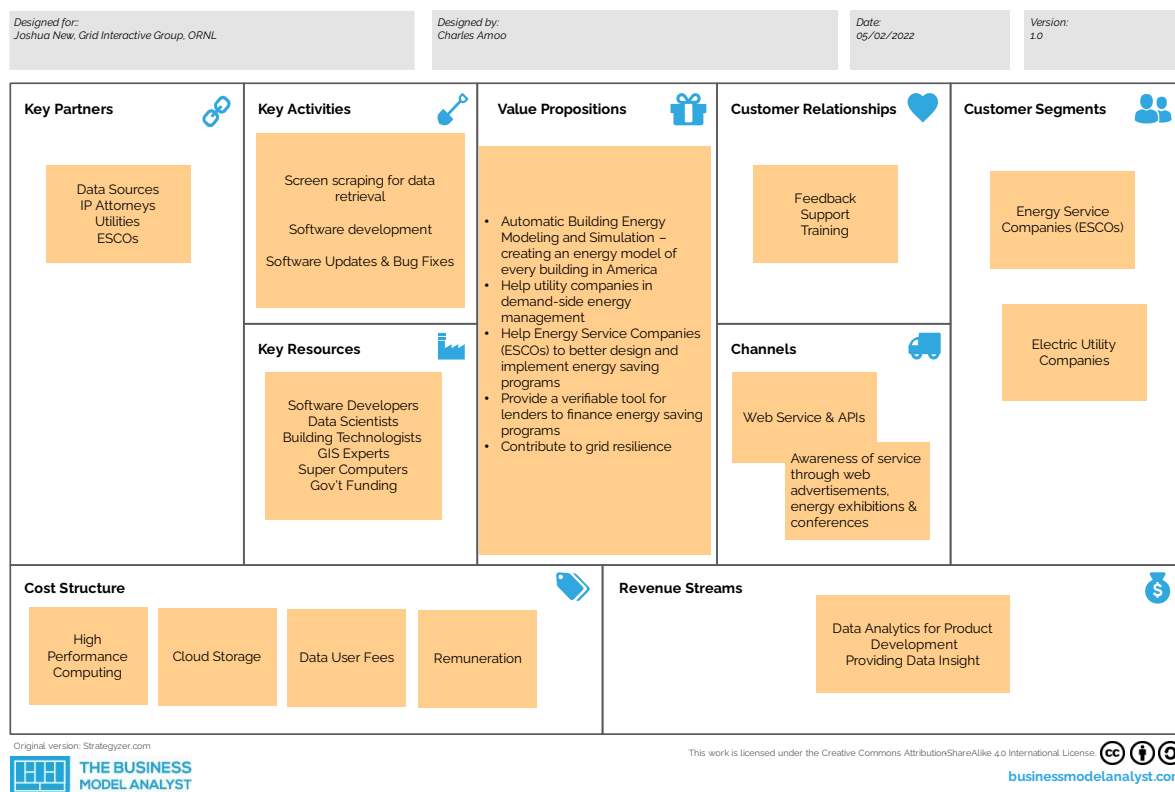 Designed for::
Joshua New, Grid Interactive Group, ORNL
Designed by:
Charles Amoo
Date:
05/02/2022
Version:
1.0
Key Partners
Data Sources
IP Attorneys
Utilities
ESCOs
Key Activities
Screen scraping for data
retrieval
Software development
Software Updates & Bug Fixes
Key Resources
Software Developers
Data Scientists
Building Technologists
GIS Experts
Super Computers
Gov't Funding
Value Propositions
• Automatic Building Energy
Modeling and Simulation –
creating an energy model of
every building in America
• Help utility companies in
demand-side energy
management
• Help Energy Service Companies
(ESCOs) to better design and
implement energy saving
programs
• Provide a verifiable tool for
lenders to finance energy saving
programs
• Contribute to grid resilience
Customer Relationships
Feedback
Support
Training
Channels
Web Service & APIs
Awareness of service
through web
advertisements,
energy exhibitions &
conferences
Customer Segments
Energy Service
Companies (ESCOs)
Electric Utility
Companies
Cost Structure
High
Performance
Computing
Cloud Storage
Data User Fees
Remuneration
Revenue Streams
$
Data Analytics for Product
Development
Providing Data Insight
Original version: Strategyzer.com
THE BUSINESS
MODEL ANALYST
This work is licensed under the Creative Commons Attribution-ShareAlike 4.0 International License.
cc
businessmodelanalyst.com